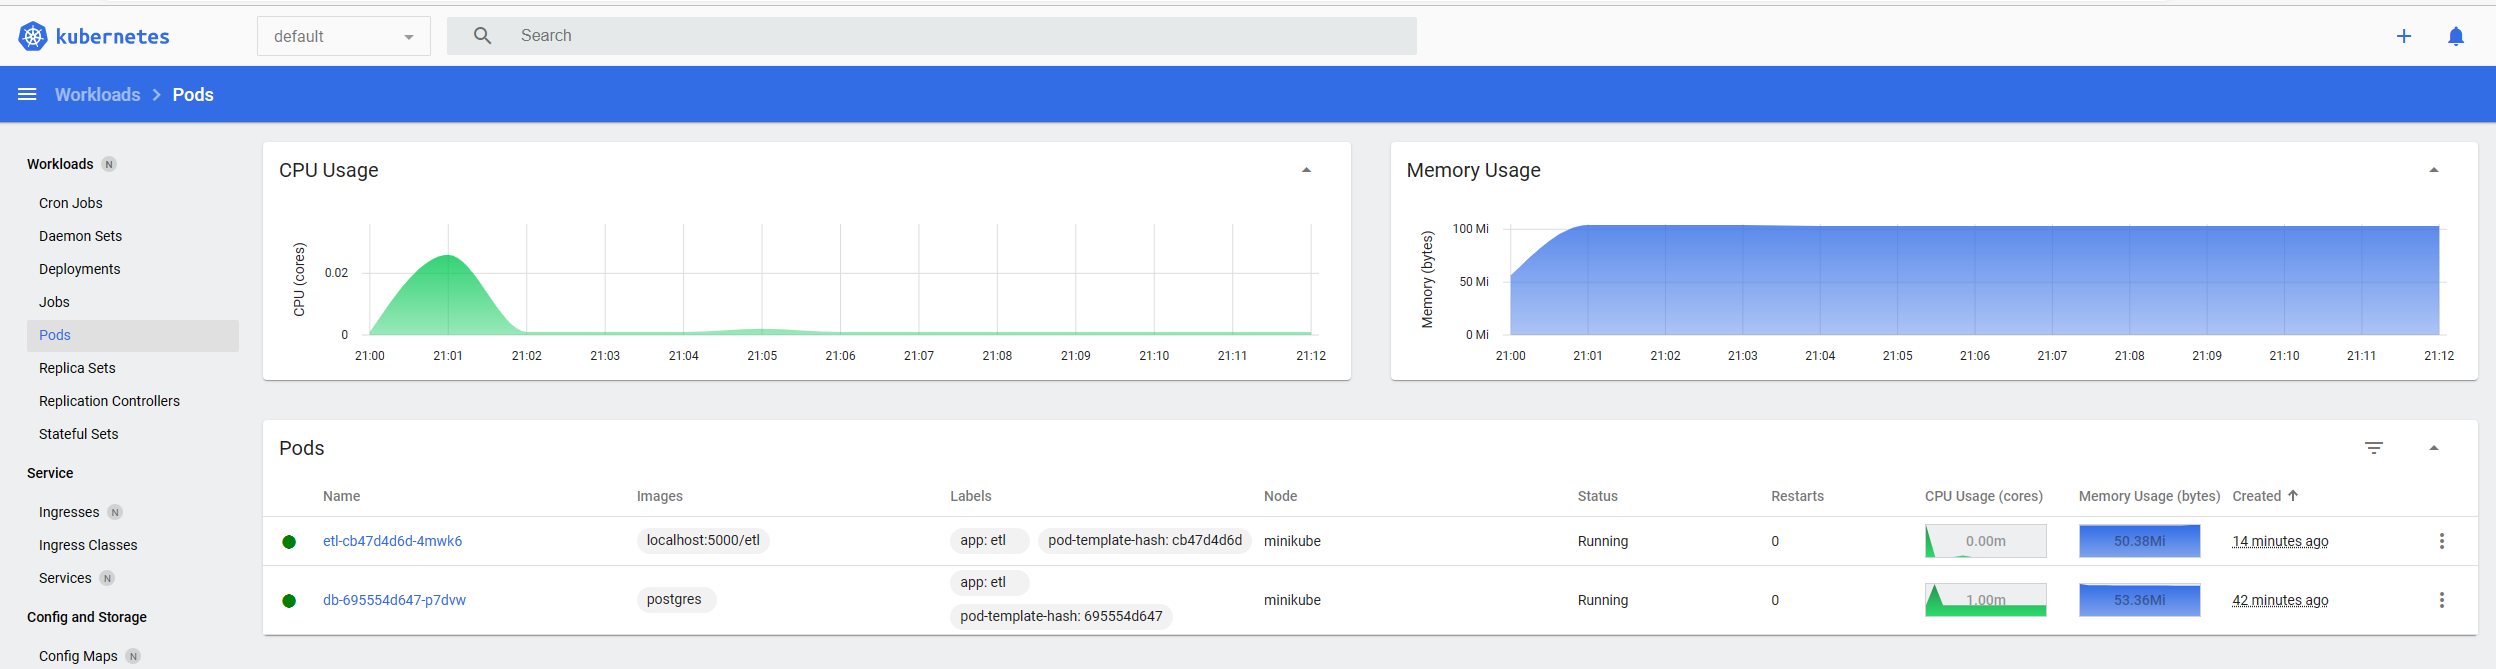 kubernetes
default
Search
Workloads > Pods
Workloads N
Cron Jobs
Daemon Sets
Deployments
Jobs
Pods
Replica Sets
Replication Controllers
Stateful Sets
Service
Ingresses N
Ingress Classes
Services N
Config and Storage
Config Maps N
CPU Usage
CPU (cores)
0.02
0
21:00 21:01 21:02 21:03 21:04 21:05 21:06 21:07 21:08 21:09 21:10 21:11 21:12
Memory Usage
Memory (bytes)
100 Mi
50 Mi
0 Mi
21:00 21:01 21:02 21:03 21:04 21:05 21:06 21:07 21:08 21:09 21:10 21:11 21:12
Pods
Name Images Labels Node Status Restarts CPU Usage (cores) Memory Usage (bytes) Created
etl-cb47d4d6d-4mwk6 localhost:5000/etl app: etl pod-template-hash: cb47d4d6d minikube Running 0 0.00m 50.38Mi 14 minutes ago
db-695554d647-p7dvw postgres app: etl pod-template-hash: 695554d647 minikube Running 0 1.00m 53.36Mi 42 minutes ago